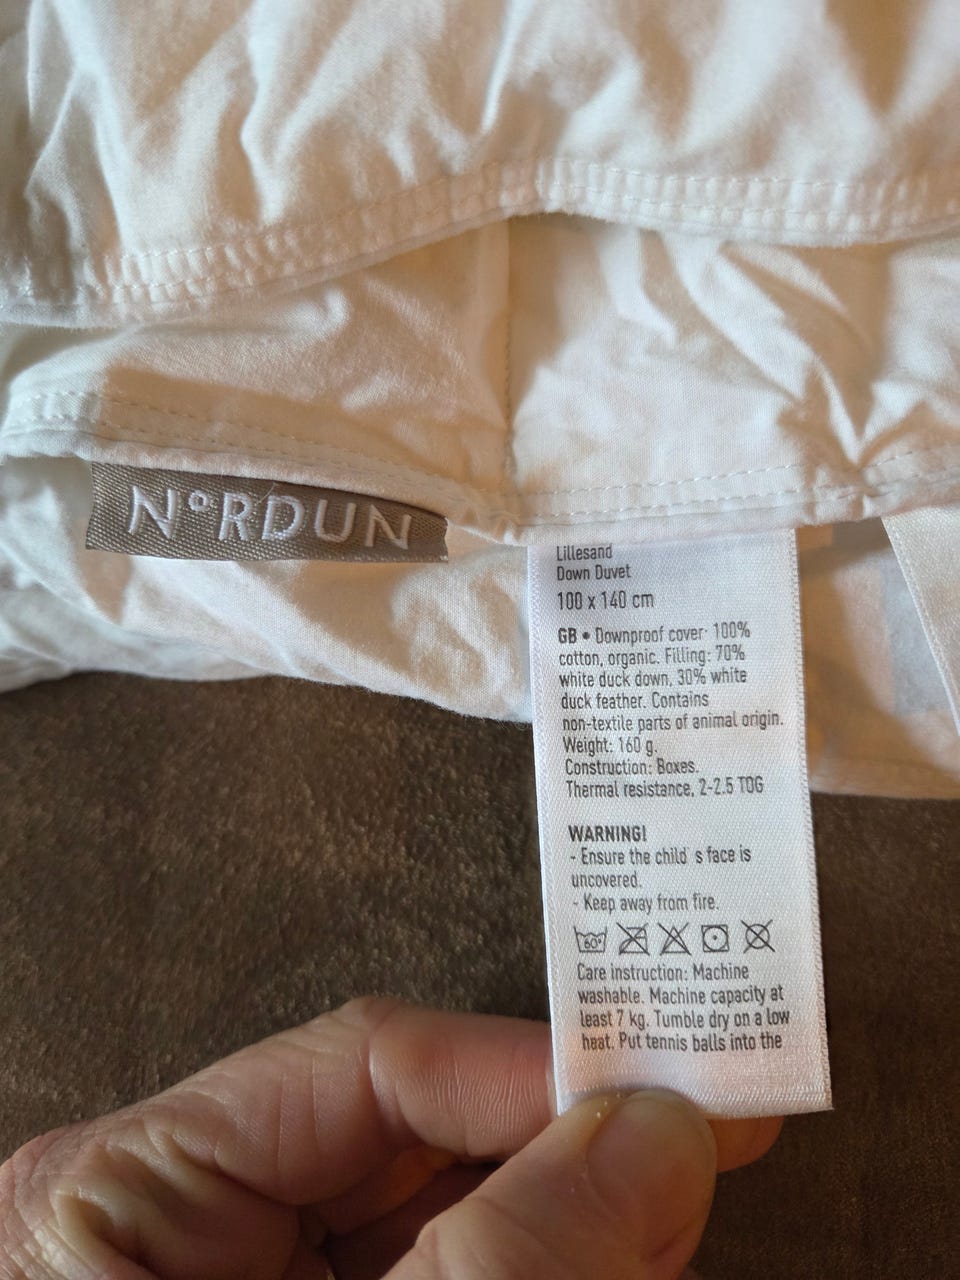 N°RDUN
Lillesand
Down Duvet
100 x 140 cm
GB • Downproof cover: 100%
cotton, organic. Filling: 70%
white duck down, 30% white
duck feather. Contains
non-textile parts of animal origin.
Weight: 160 g.
Construction: Boxes.
Thermal resistance, 2-2.5 TOG
WARNING!
- Ensure the child´s face is
uncovered.
- Keep away from fire.
60°
Care instruction: Machine
washable. Machine capacity at
least 7 kg. Tumble dry on a low
heat. Put tennis balls into the